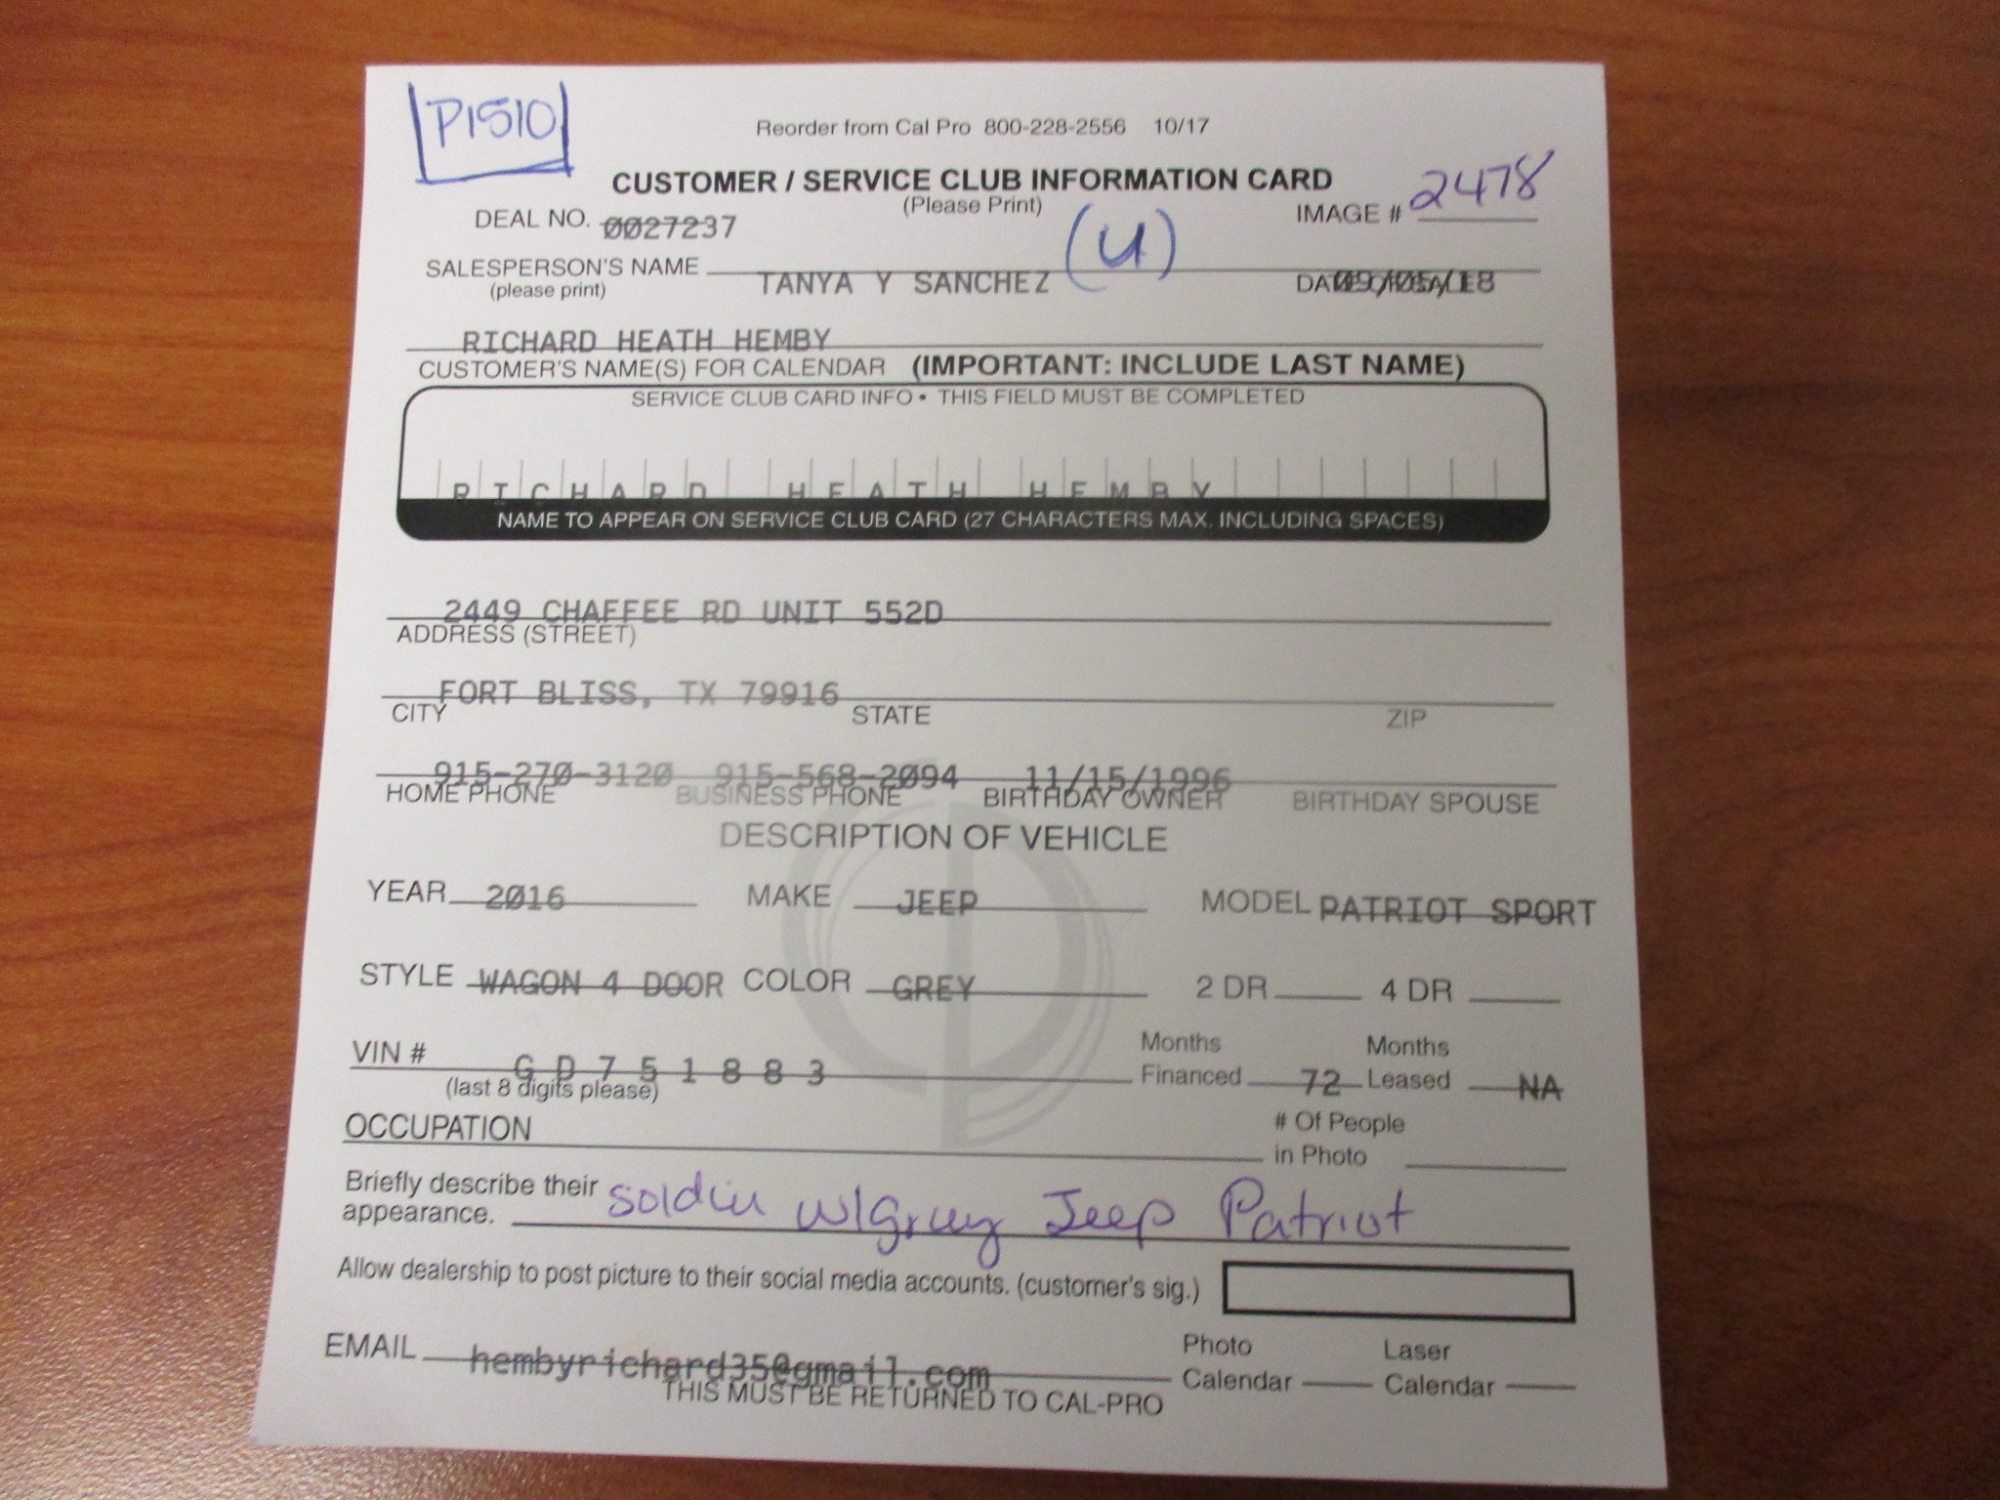 P1510
Reorder from Cal Pro 800-228-2556 10/17
CUSTOMER / SERVICE CLUB INFORMATION CARD
(Please Print)
DEAL NO. 0027237
IMAGE # 2478
(U)
SALESPERSON'S NAME TANYA Y SANCHEZ
(please print)
DATE OF SALE 09/05/18
RICHARD HEATH HEMBY
CUSTOMER'S NAME(S) FOR CALENDAR (IMPORTANT: INCLUDE LAST NAME)
SERVICE CLUB CARD INFO • THIS FIELD MUST BE COMPLETED
RICHARD HEATH HEMBY
NAME TO APPEAR ON SERVICE CLUB CARD (27 CHARACTERS MAX. INCLUDING SPACES)
2449 CHAFFEE RD UNIT 552D
ADDRESS (STREET)
FORT BLISS, TX 79916
CITY STATE ZIP
915-270-3120 915-568-2094 11/15/1996
HOME PHONE BUSINESS PHONE BIRTHDAY OWNER BIRTHDAY SPOUSE
DESCRIPTION OF VEHICLE
YEAR 2016 MAKE JEEP MODEL PATRIOT SPORT
STYLE WAGON 4 DOOR COLOR GREY 2 DR 4 DR
VIN # GD751883
(last 8 digits please)
Months Financed 72 Months Leased NA
OCCUPATION
# Of People in Photo
Briefly describe their appearance. Soldier w/Grey Jeep Patriot
Allow dealership to post picture to their social media accounts. (customer's sig.)
EMAIL hembyrichard35@gmail.com
Photo Calendar Laser Calendar
THIS MUST BE RETURNED TO CAL-PRO